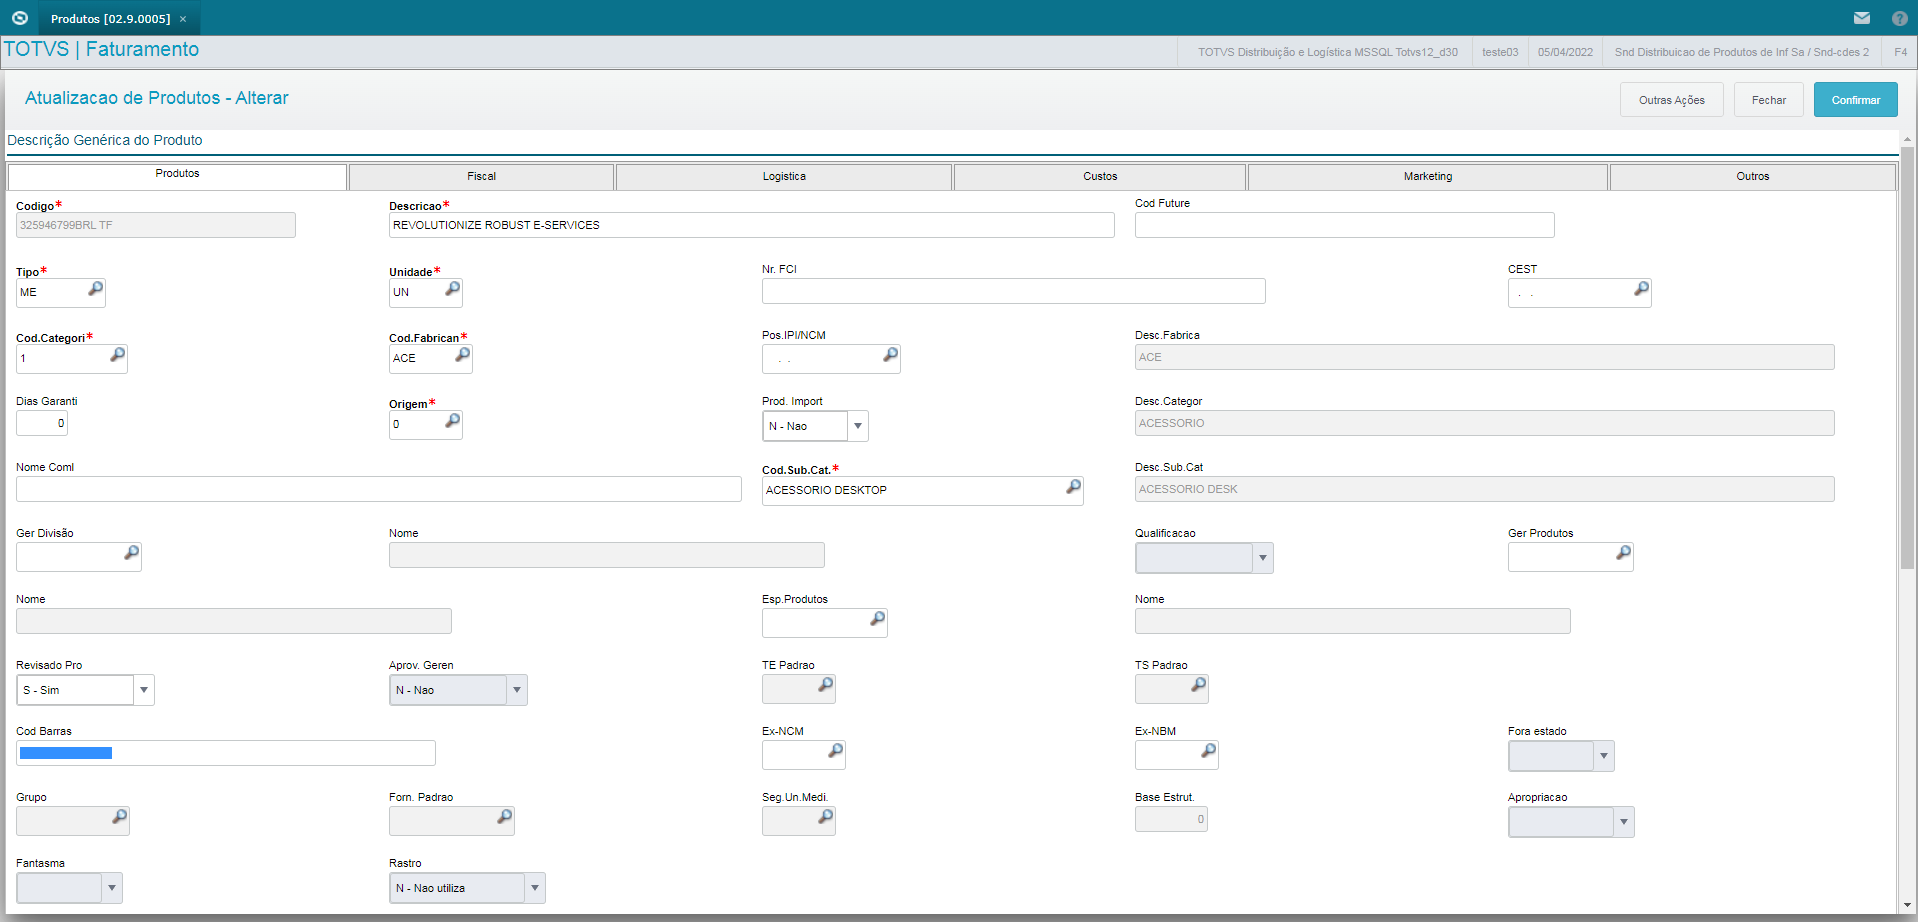 Produtos [02.9.0005] ×
TOTVS | Faturamento
TOTVS Distribuição e Logística MSSQL Totvs12_d30
teste03
05/04/2022
Snd Distribuicao de Produtos de Inf Sa / Snd-cdes 2
F4
Atualizacao de Produtos - Alterar
Outras Ações
Fechar
Confirmar
Descrição Genérica do Produto
Produtos
Fiscal
Logistica
Custos
Marketing
Outros
Codigo*
Descricao*
Cod Future
325946799BRL TF
REVOLUTIONIZE ROBUST E-SERVICES
Tipo*
Unidade*
Nr. FCI
CEST
ME
UN
. .
Cod.Categori*
Cod.Fabrican*
Pos.IPI/NCM
Desc.Fabrica
1
ACE
. .
ACE
Dias Garanti
Origem*
Prod. Import
Desc.Categor
0
0
N - Nao
ACESSORIO
Nome Coml
Cod.Sub.Cat.*
Desc.Sub.Cat
ACESSORIO DESKTOP
ACESSORIO DESK
Ger Divisão
Nome
Qualificacao
Ger Produtos
Nome
Esp.Produtos
Nome
Revisado Pro
Aprov. Geren
TE Padrao
TS Padrao
S - Sim
N - Nao
Cod Barras
Ex-NCM
Ex-NBM
Fora estado
Grupo
Forn. Padrao
Seg.Un.Medi.
Base Estrut.
Apropriacao
0
Fantasma
Rastro
N - Nao utiliza